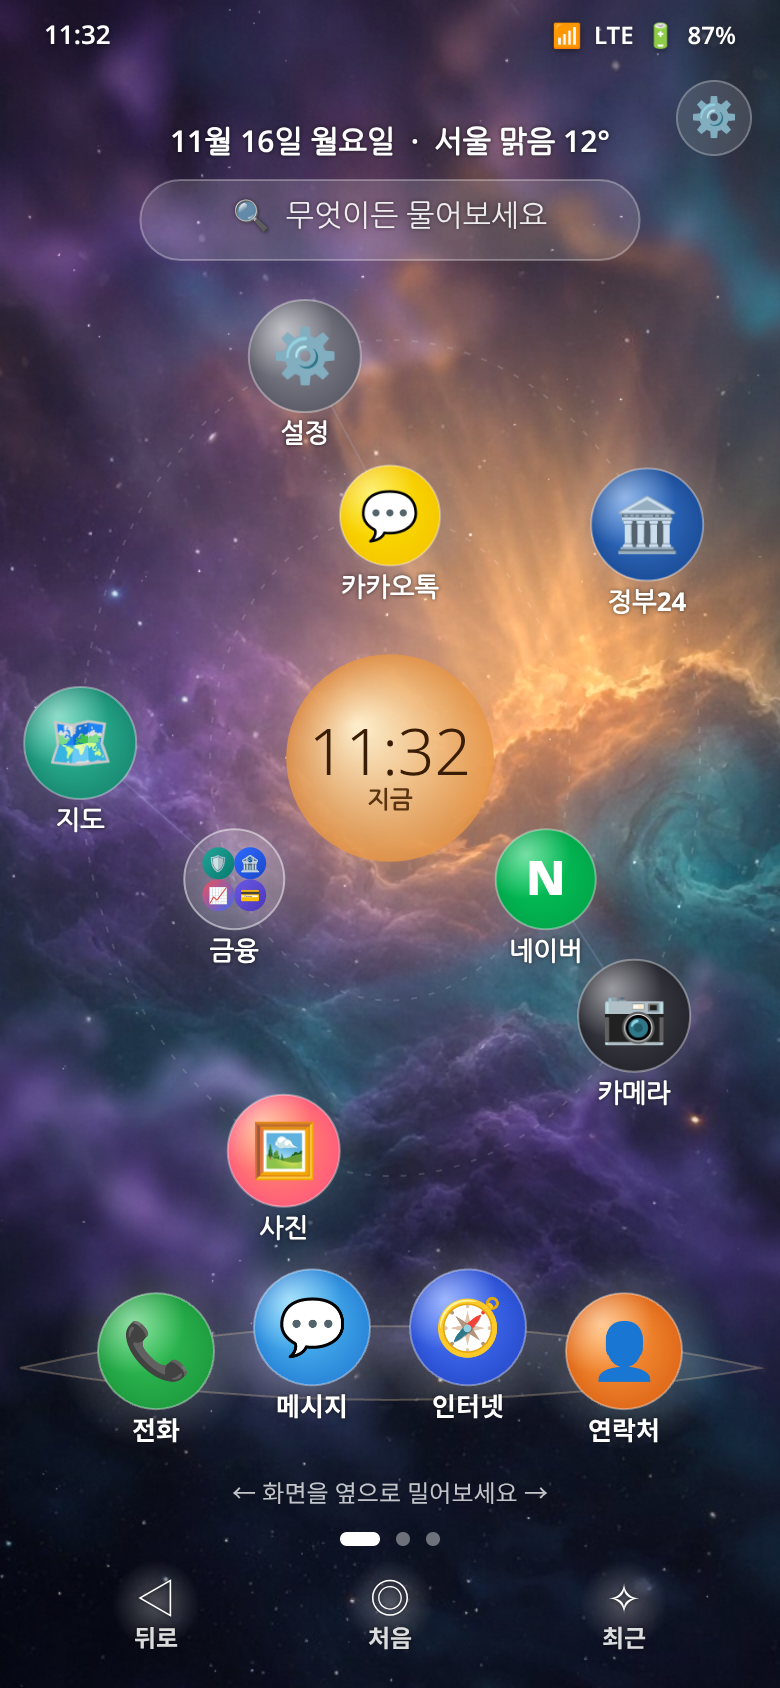 11:32 LTE 87%
11월 16일 월요일 · 서울 맑음 12°
무엇이든 물어보세요
설정
카카오톡
정부24
11:32
지금
지도
N
금융
네이버
카메라
사진
전화
메시지
인터넷
연락처
← 화면을 옆으로 밀어보세요 →
뒤로
처음
최근